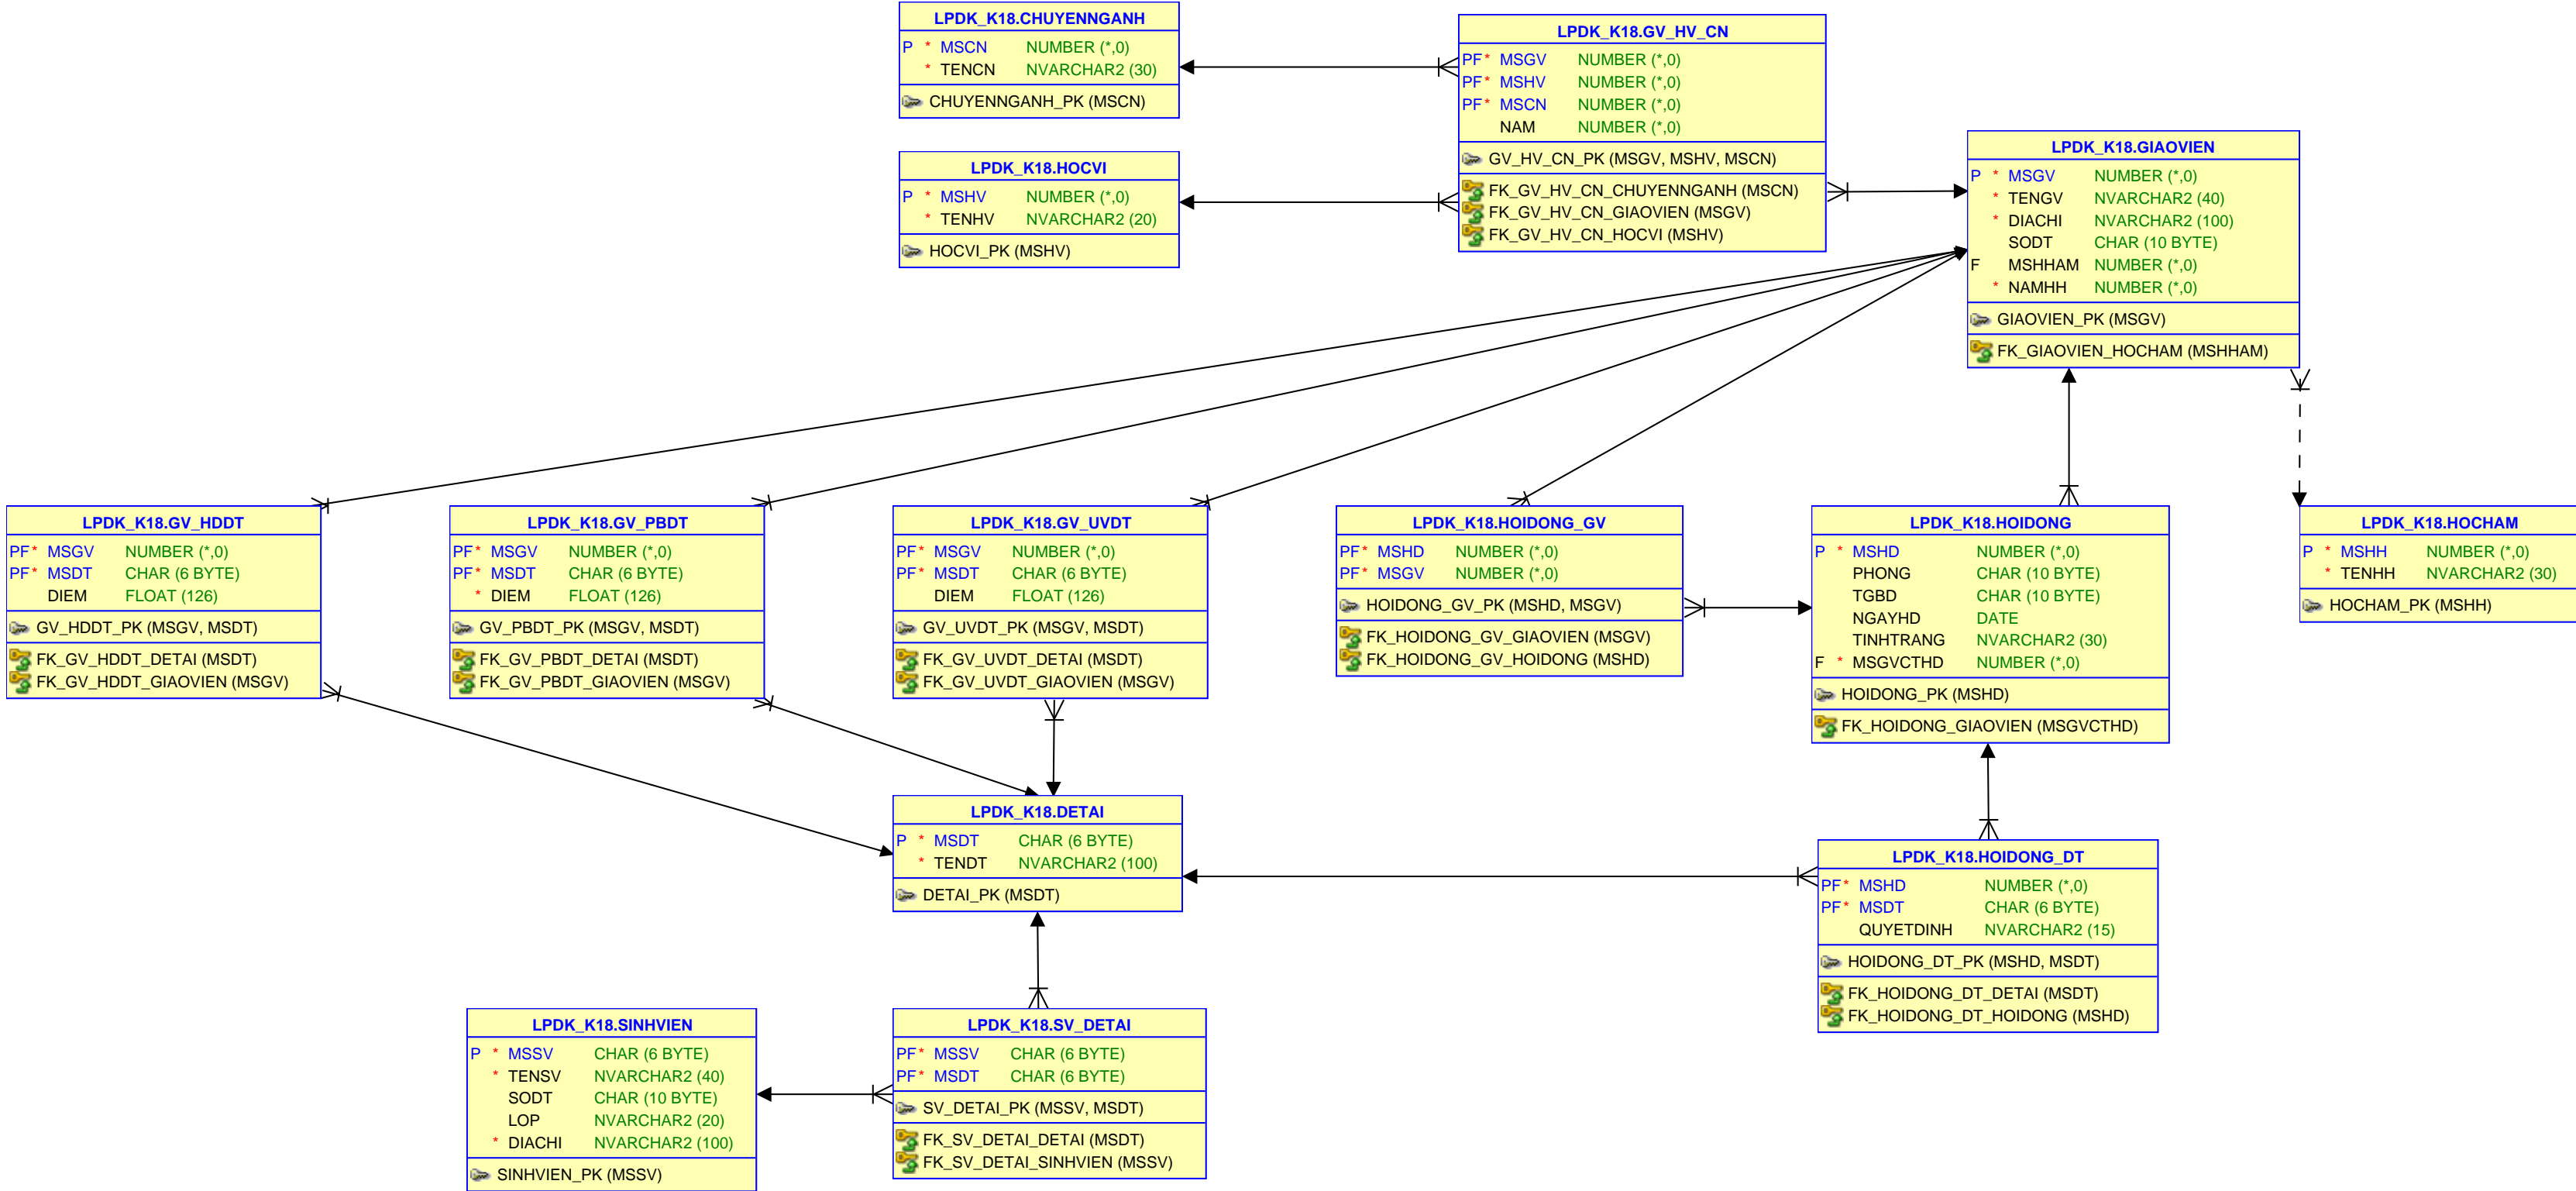 LPDK_K18.CHUYENNGANH
P * MSCN NUMBER (*,0)
* TENCN NVARCHAR2 (30)
CHUYENNGANH_PK (MSCN)
LPDK_K18.GV_HV_CN
PF* MSGV NUMBER (*,0)
PF* MSHV NUMBER (*,0)
PF* MSCN NUMBER (*,0)
NAM NUMBER (*,0)
GV_HV_CN_PK (MSGV, MSHV, MSCN)
FK_GV_HV_CN_CHUYENNGANH (MSCN)
FK_GV_HV_CN_GIAOVIEN (MSGV)
FK_GV_HV_CN_HOCVI (MSHV)
LPDK_K18.HOCVI
P * MSHV NUMBER (*,0)
* TENHV NVARCHAR2 (20)
HOCVI_PK (MSHV)
LPDK_K18.GIAOVIEN
P * MSGV NUMBER (*,0)
* TENGV NVARCHAR2 (40)
* DIACHI NVARCHAR2 (100)
SODT CHAR (10 BYTE)
F MSHHAM NUMBER (*,0)
* NAMHH NUMBER (*,0)
GIAOVIEN_PK (MSGV)
FK_GIAOVIEN_HOCHAM (MSHHAM)
LPDK_K18.GV_HDDT
PF* MSGV NUMBER (*,0)
PF* MSDT CHAR (6 BYTE)
DIEM FLOAT (126)
GV_HDDT_PK (MSGV, MSDT)
FK_GV_HDDT_DETAI (MSDT)
FK_GV_HDDT_GIAOVIEN (MSGV)
LPDK_K18.GV_PBDT
PF* MSGV NUMBER (*,0)
PF* MSDT CHAR (6 BYTE)
* DIEM FLOAT (126)
GV_PBDT_PK (MSGV, MSDT)
FK_GV_PBDT_DETAI (MSDT)
FK_GV_PBDT_GIAOVIEN (MSGV)
LPDK_K18.GV_UVDT
PF* MSGV NUMBER (*,0)
PF* MSDT CHAR (6 BYTE)
DIEM FLOAT (126)
GV_UVDT_PK (MSGV, MSDT)
FK_GV_UVDT_DETAI (MSDT)
FK_GV_UVDT_GIAOVIEN (MSGV)
LPDK_K18.HOIDONG_GV
PF* MSHD NUMBER (*,0)
PF* MSGV NUMBER (*,0)
HOIDONG_GV_PK (MSHD, MSGV)
FK_HOIDONG_GV_GIAOVIEN (MSGV)
FK_HOIDONG_GV_HOIDONG (MSHD)
LPDK_K18.HOIDONG
P * MSHD NUMBER (*,0)
PHONG CHAR (10 BYTE)
TGBD CHAR (10 BYTE)
NGAYHD DATE
TINHTRANG NVARCHAR2 (30)
F * MSGVCTHD NUMBER (*,0)
HOIDONG_PK (MSHD)
FK_HOIDONG_GIAOVIEN (MSGVCTHD)
LPDK_K18.HOCHAM
P * MSHH NUMBER (*,0)
* TENHH NVARCHAR2 (30)
HOCHAM_PK (MSHH)
LPDK_K18.DETAI
P * MSDT CHAR (6 BYTE)
* TENDT NVARCHAR2 (100)
DETAI_PK (MSDT)
LPDK_K18.HOIDONG_DT
PF* MSHD NUMBER (*,0)
PF* MSDT CHAR (6 BYTE)
QUYETDINH NVARCHAR2 (15)
HOIDONG_DT_PK (MSHD, MSDT)
FK_HOIDONG_DT_DETAI (MSDT)
FK_HOIDONG_DT_HOIDONG (MSHD)
LPDK_K18.SINHVIEN
P * MSSV CHAR (6 BYTE)
* TENSV NVARCHAR2 (40)
SODT CHAR (10 BYTE)
LOP NVARCHAR2 (20)
* DIACHI NVARCHAR2 (100)
SINHVIEN_PK (MSSV)
LPDK_K18.SV_DETAI
PF* MSSV CHAR (6 BYTE)
PF* MSDT CHAR (6 BYTE)
SV_DETAI_PK (MSSV, MSDT)
FK_SV_DETAI_DETAI (MSDT)
FK_SV_DETAI_SINHVIEN (MSSV)